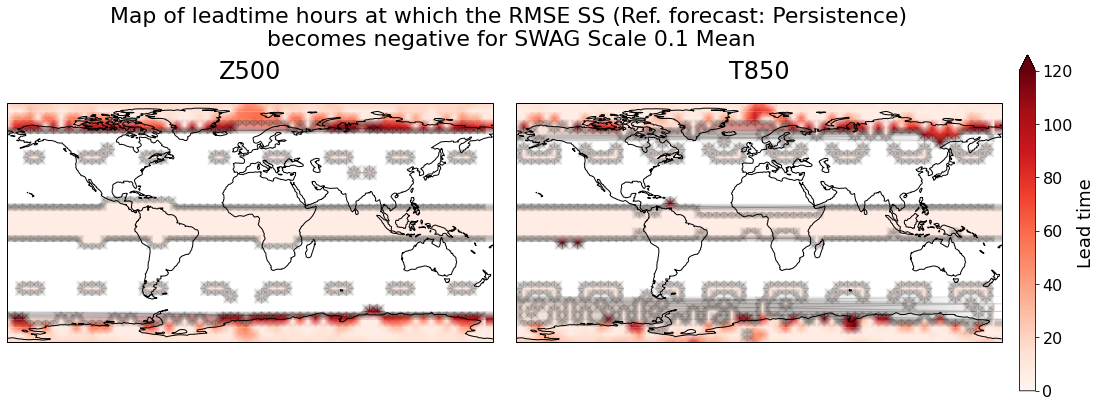 Map of leadtime hours at which the RMSE SS (Ref. forecast: Persistence)
becomes negative for SWAG Scale 0.1 Mean
Z500
T850
120
100
80
60
40
20
0
Lead time